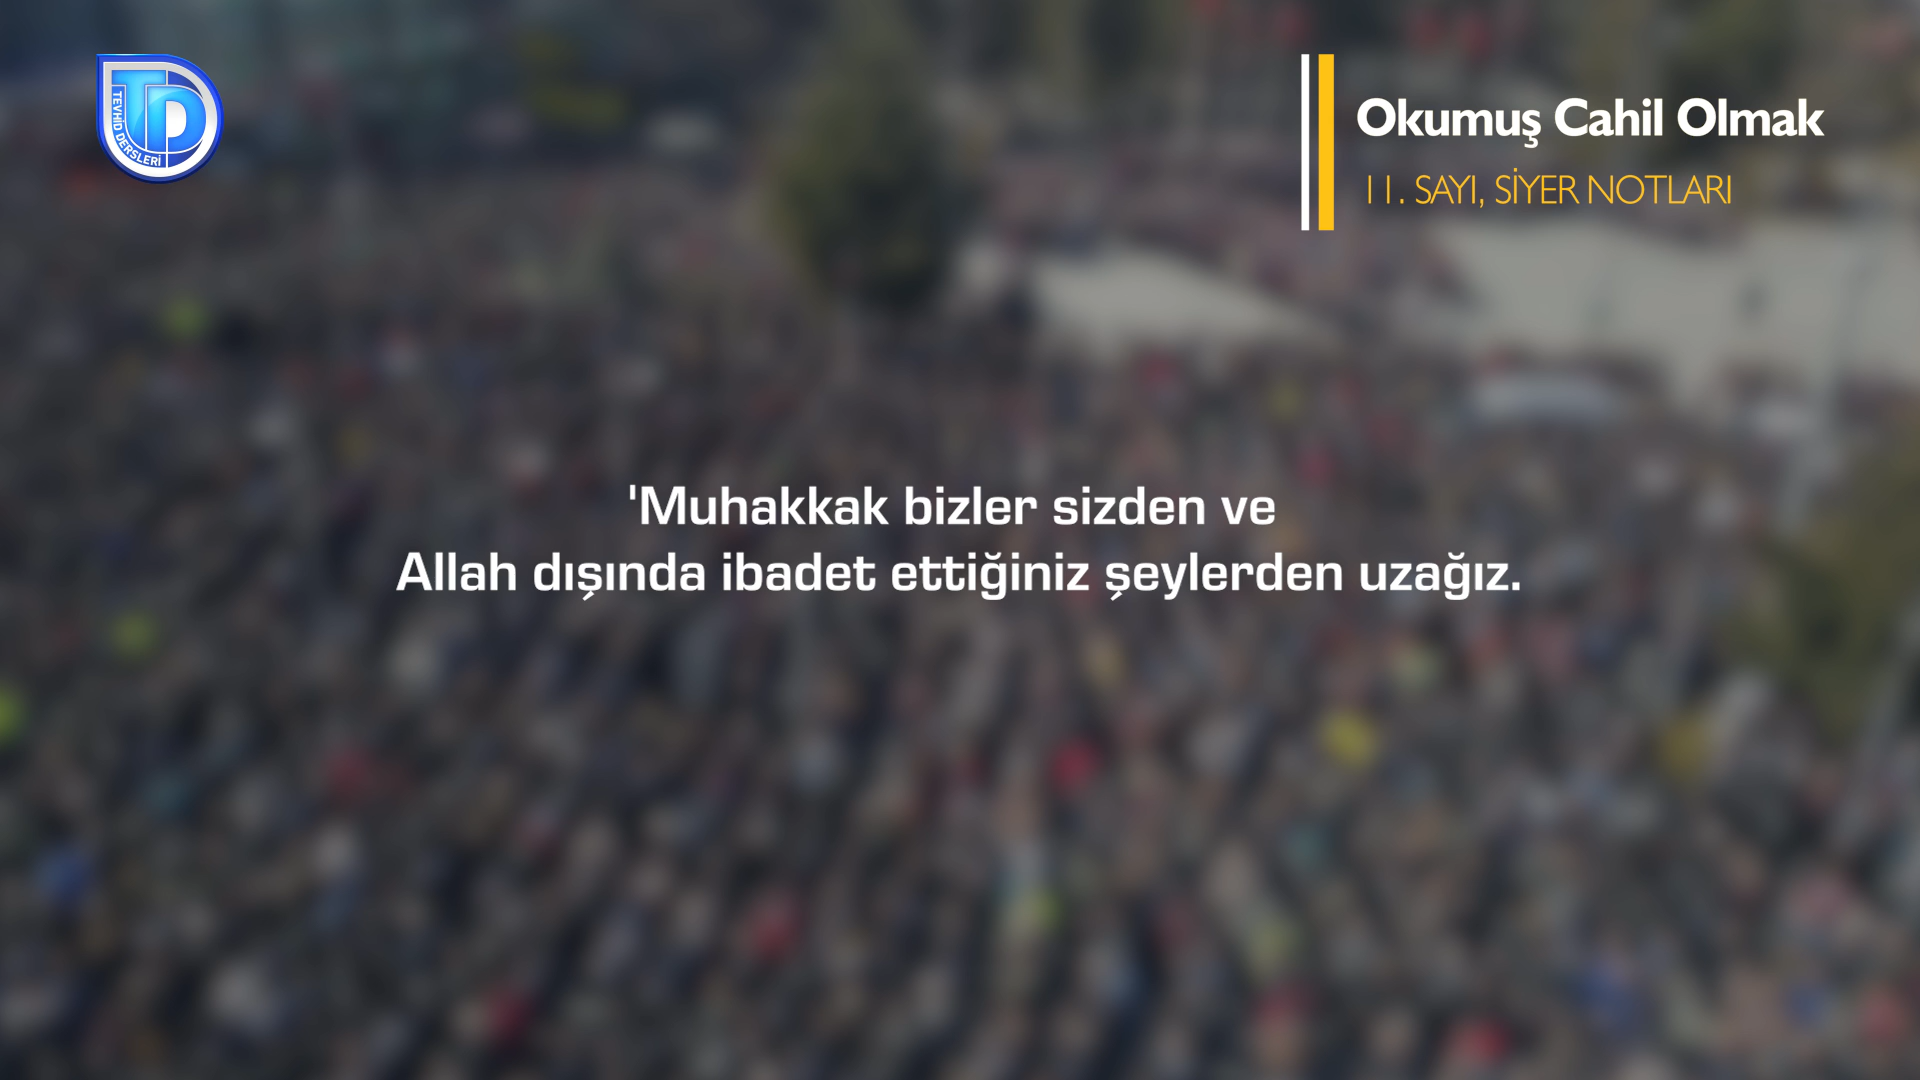 TD
TEVHİD DERSLERİ
Okumuş Cahil Olmak
11. SAYI, SİYER NOTLARI
'Muhakkak bizler sizden ve
Allah dışında ibadet ettiğiniz şeylerden uzağız.